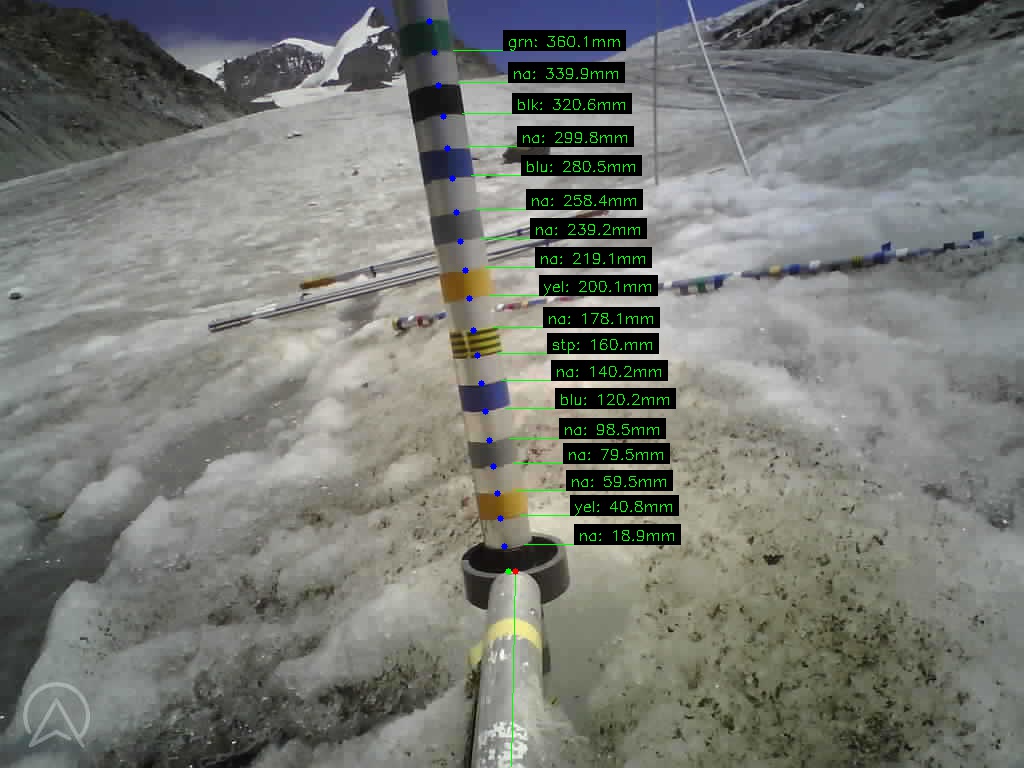 grn: 360.1mm
na: 339.9mm
blk: 320.6mm
na: 299.8mm
blu: 280.5mm
na: 258.4mm
na: 239.2mm
na: 219.1mm
yel: 200.1mm
na: 178.1mm
stp: 160.mm
na: 140.2mm
blu: 120.2mm
na: 98.5mm
na: 79.5mm
na: 59.5mm
yel: 40.8mm
na: 18.9mm